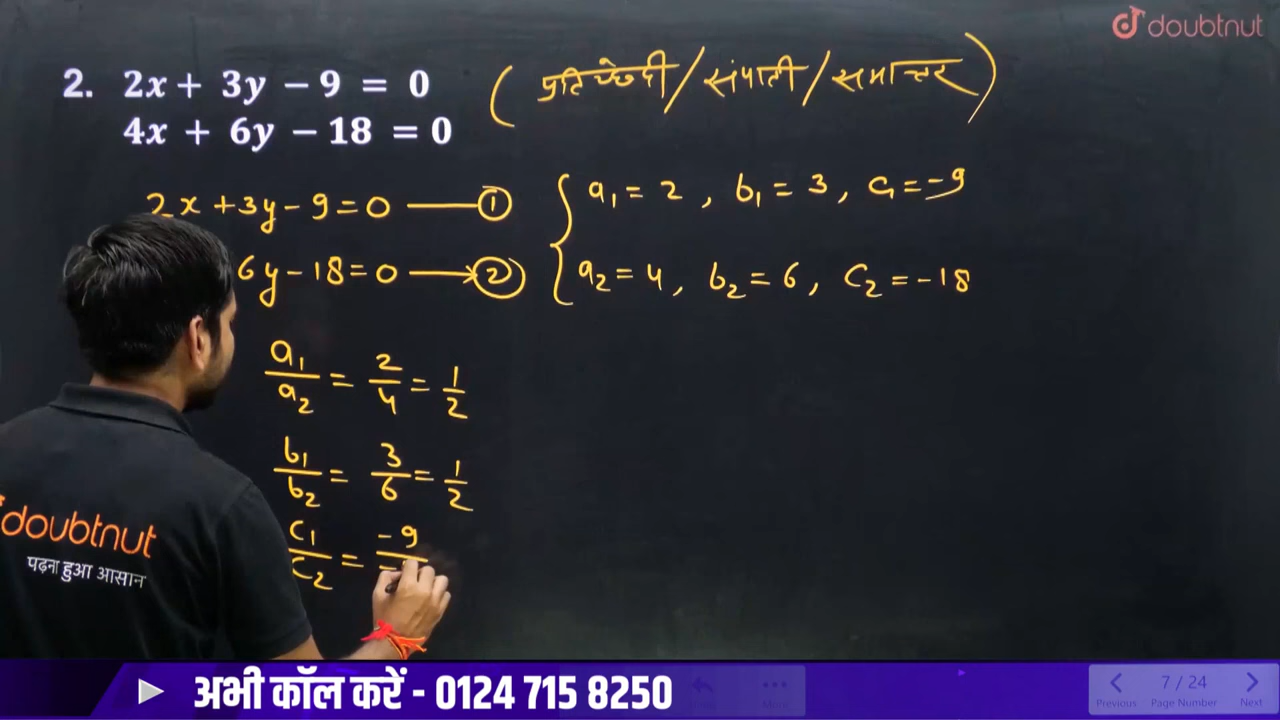 doubtnut
2. 2x + 3y − 9 = 0 (प्रतिच्छेदी/संपाती/समान्तर)
4x + 6y − 18 = 0
2x + 3y - 9 = 0 —— ①
6y - 18 = 0 → ②
a₁ = 2 , b₁ = 3 , c₁ = -9
a₂ = 4 , b₂ = 6 , c₂ = -18
a₁/a₂ = 2/4 = 1/2
b₁/b₂ = 3/6 = 1/2
c₁/c₂ = -9/-
doubtnut
पढ़ना हुआ आसान
अभी कॉल करें - 0124 715 8250
7 / 24
Previous Page Number Next